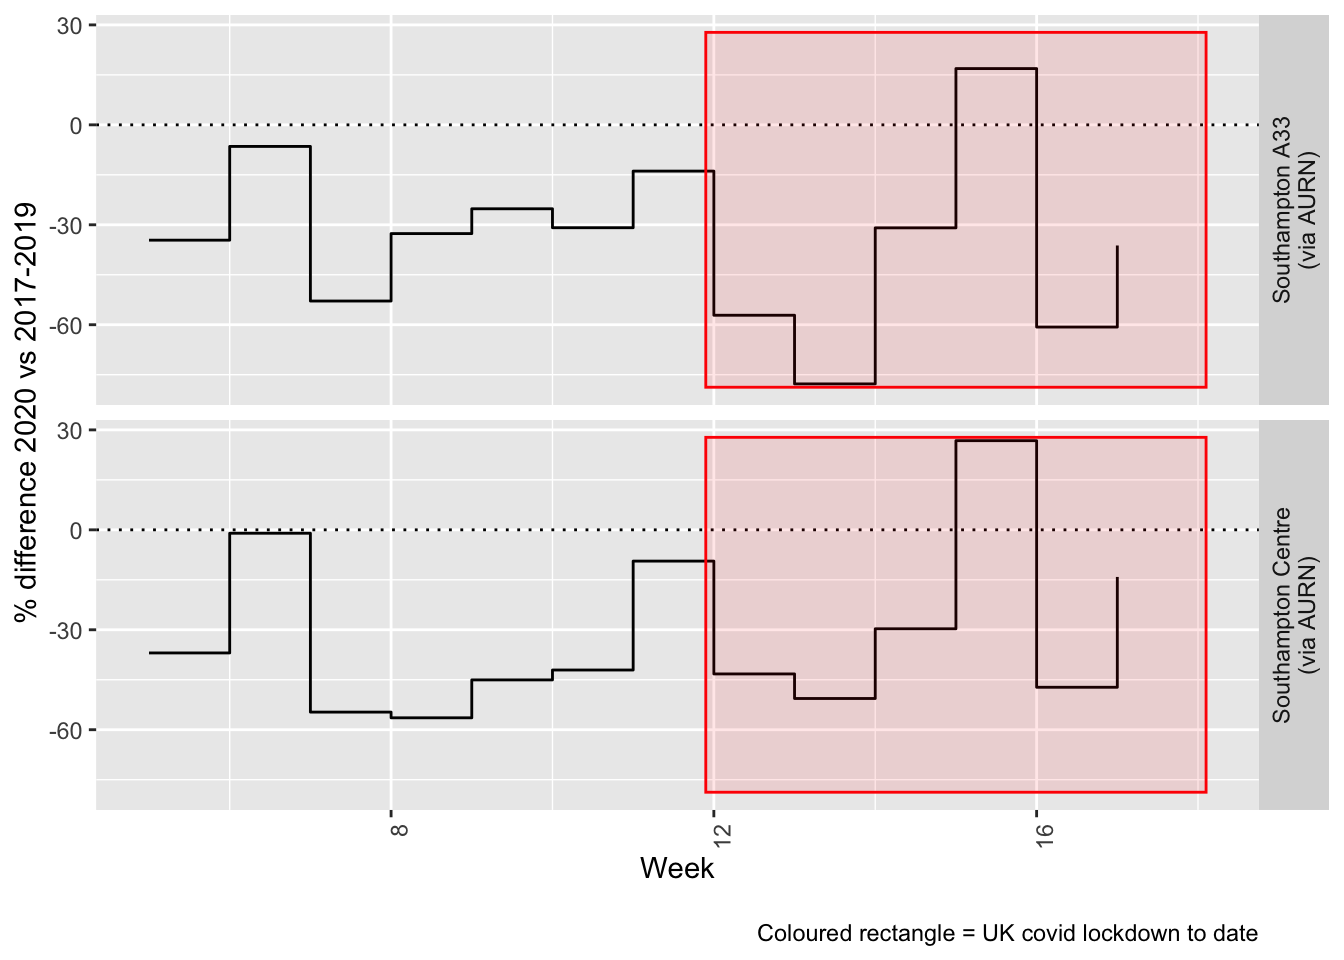 % difference 2020 vs 2017-2019
30
0
-30
-60
Southampton A33
(via AURN)
30
0
-30
-60
Southampton Centre
(via AURN)
8
12
16
Week
Coloured rectangle = UK covid lockdown to date